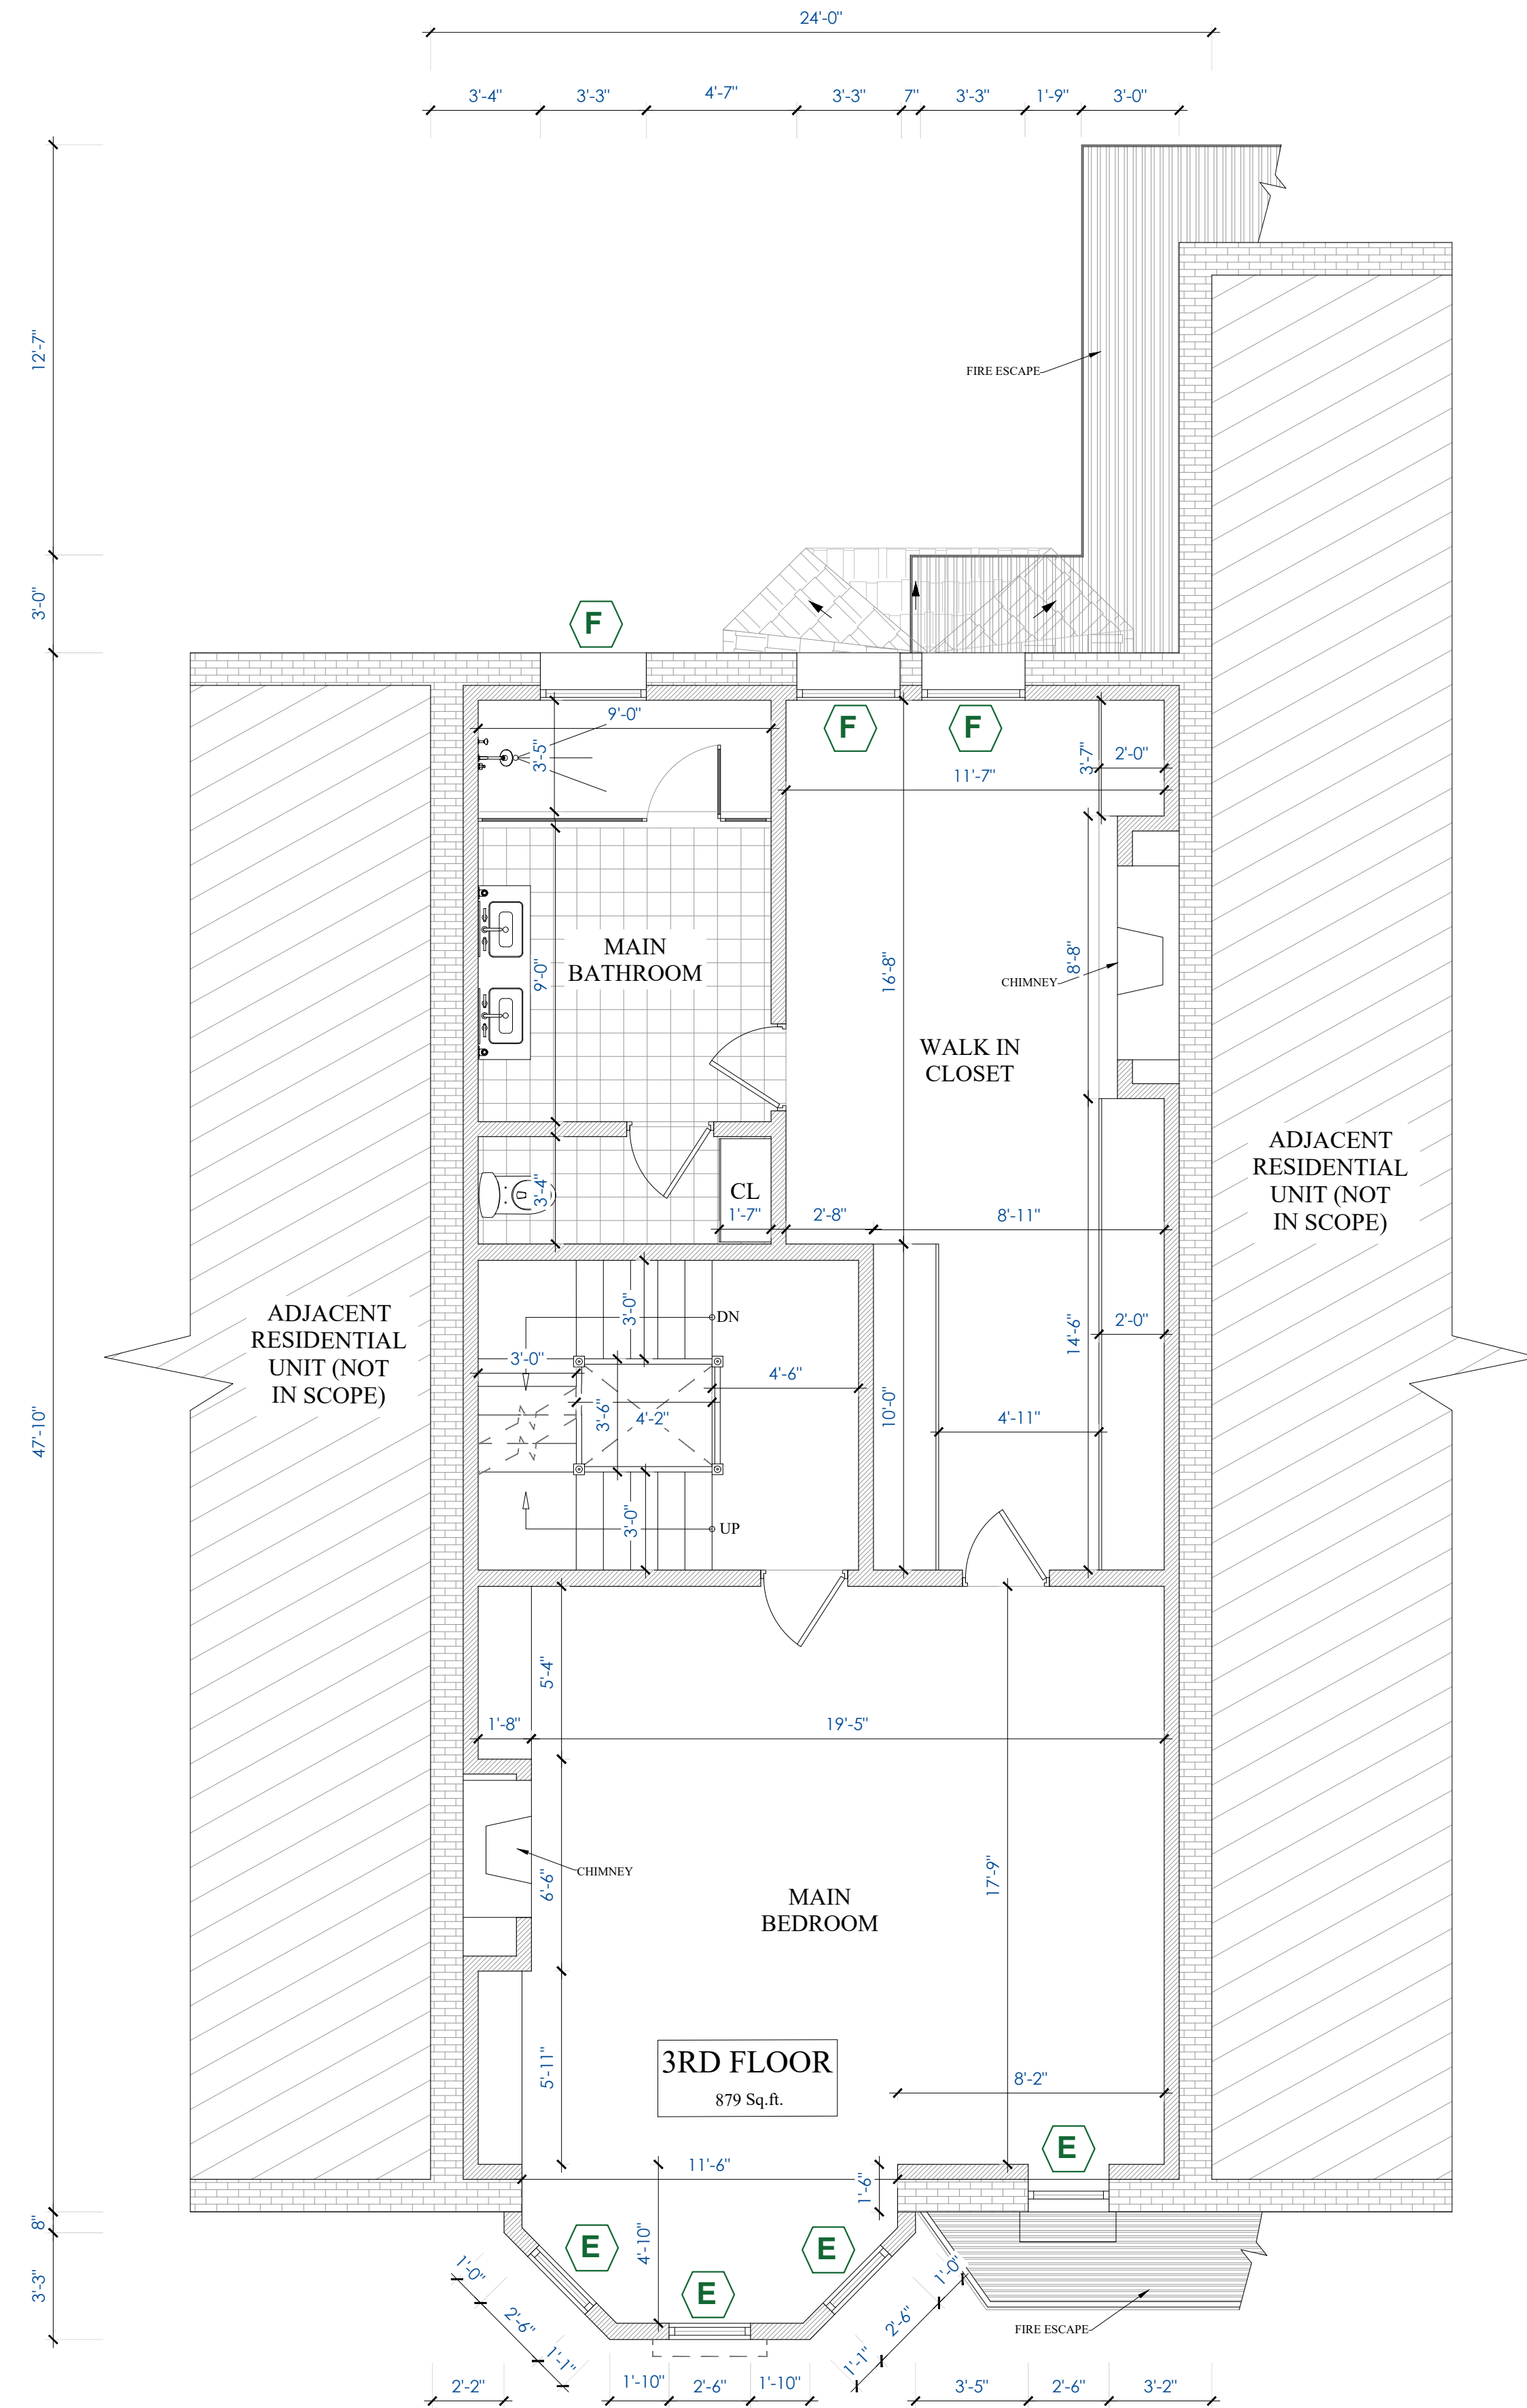 24'-0"
3'-4"
3'-3"
4'-7"
3'-3"
7"
3'-3"
1'-9"
3'-0"
12'-7"
FIRE ESCAPE
3'-0"
F
F
F
9'-0"
3'-5"
3'-7"
2'-0"
11'-7"
MAIN
BATHROOM
9'-0"
16'-8"
8'-8"
CHIMNEY
WALK IN
CLOSET
ADJACENT
RESIDENTIAL
UNIT (NOT
IN SCOPE)
3'-4"
CL
1'-7"
2'-8"
8'-11"
ADJACENT
RESIDENTIAL
UNIT (NOT
IN SCOPE)
3'-0"
DN
3'-0"
4'-6"
14'-6"
2'-0"
3'-6"
4'-2"
10'-0"
4'-11"
47'-10"
3'-0"
UP
5'-4"
1'-8"
19'-5"
CHIMNEY
6'-6"
17'-9"
MAIN
BEDROOM
3RD FLOOR
879 Sq.ft.
5'-11"
8'-2"
E
11'-6"
1'-6"
8"
E
4'-10"
E
E
3'-3"
1'-0"
2'-6"
1'-1"
1'-0"
2'-6"
1'-1"
FIRE ESCAPE
2'-2"
1'-10"
2'-6"
1'-10"
3'-5"
2'-6"
3'-2"